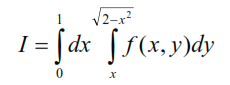 I = ∫₀¹ dx ∫ₓ^√(2−x²) f(x, y)dy